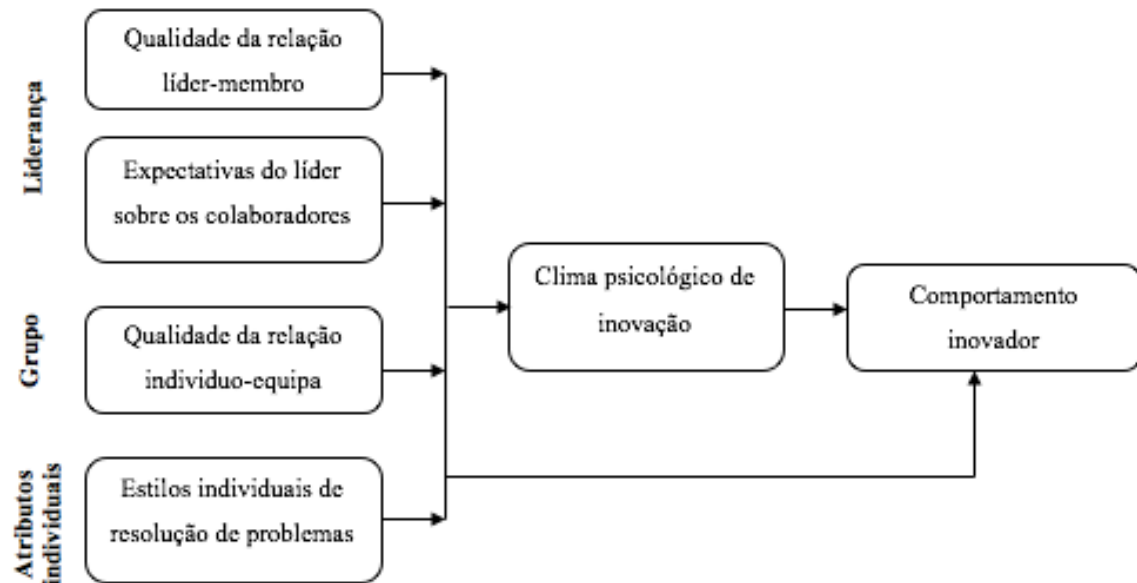 Liderança
Qualidade da relação
líder-membro
Expectativas do líder
sobre os colaboradores
Grupo
Qualidade da relação
individuo-equipa
Atributos
individuais
Estilos individuais de
resolução de problemas
Clima psicológico de
inovação
Comportamento
inovador